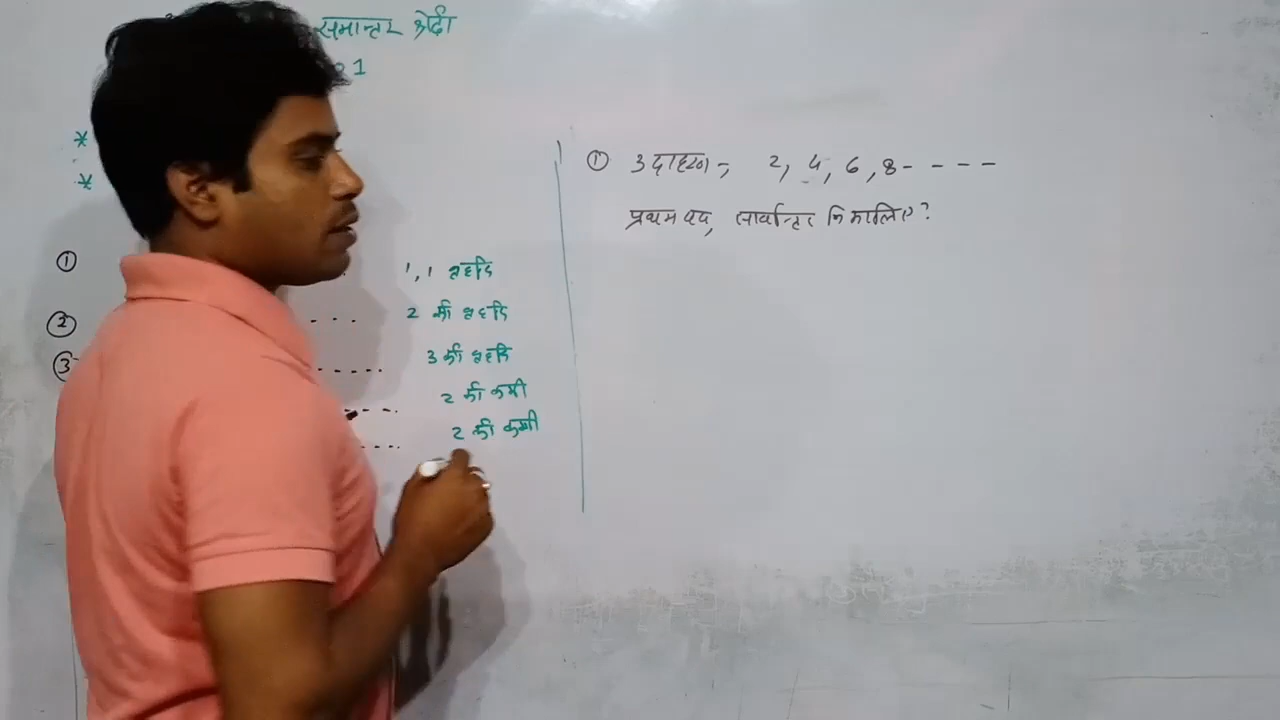 समान्तर श्रेढी
1
*
*
① 1, 1 वृद्धि
② .... 2 की वृद्धि
③ ..... 3 की वृद्धि
---- 2 की कमी
.... 2 की कमी
① उदाहरण, 2, 4, 6, 8- - - - -
प्रथम पद, सार्वान्तर निकालिए?